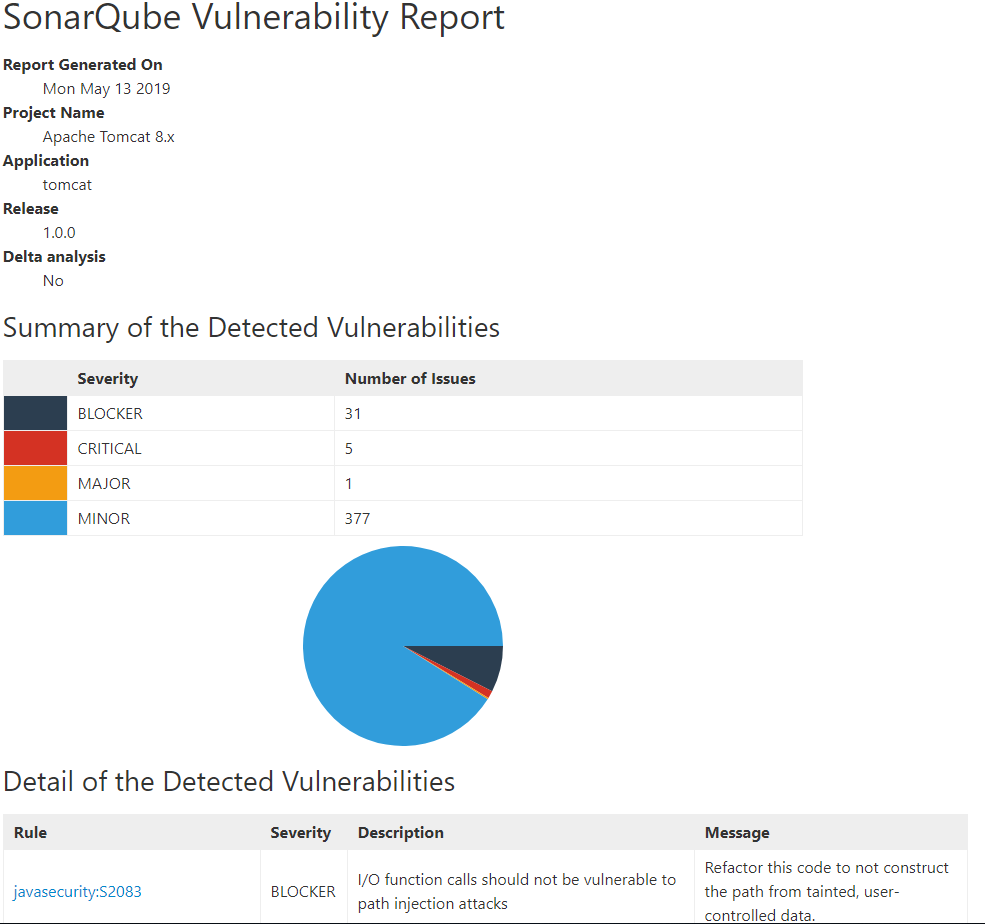 SonarQube Vulnerability Report
Report Generated On
Mon May 13 2019
Project Name
Apache Tomcat 8.x
Application
tomcat
Release
1.0.0
Delta analysis
No
Summary of the Detected Vulnerabilities
Severity Number of Issues
BLOCKER 31
CRITICAL 5
MAJOR 1
MINOR 377
Detail of the Detected Vulnerabilities
Rule Severity Description Message
javasecurity:S2083 BLOCKER I/O function calls should not be vulnerable to
path injection attacks
Refactor this code to not construct
the path from tainted, user-
controlled data.